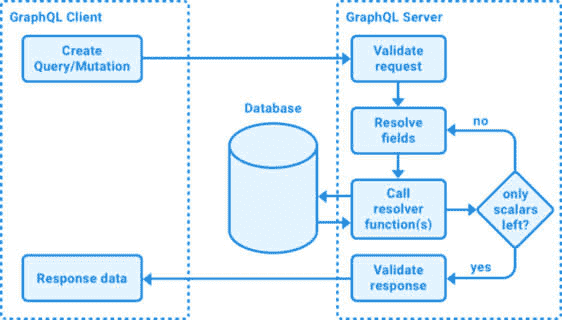 GraphQL Client
GraphQL Server
Create
Query/Mutation
Validate
request
Database
Resolve
fields
no
Call
resolver
function(s)
only
scalars
left?
Response data
Validate
response
yes